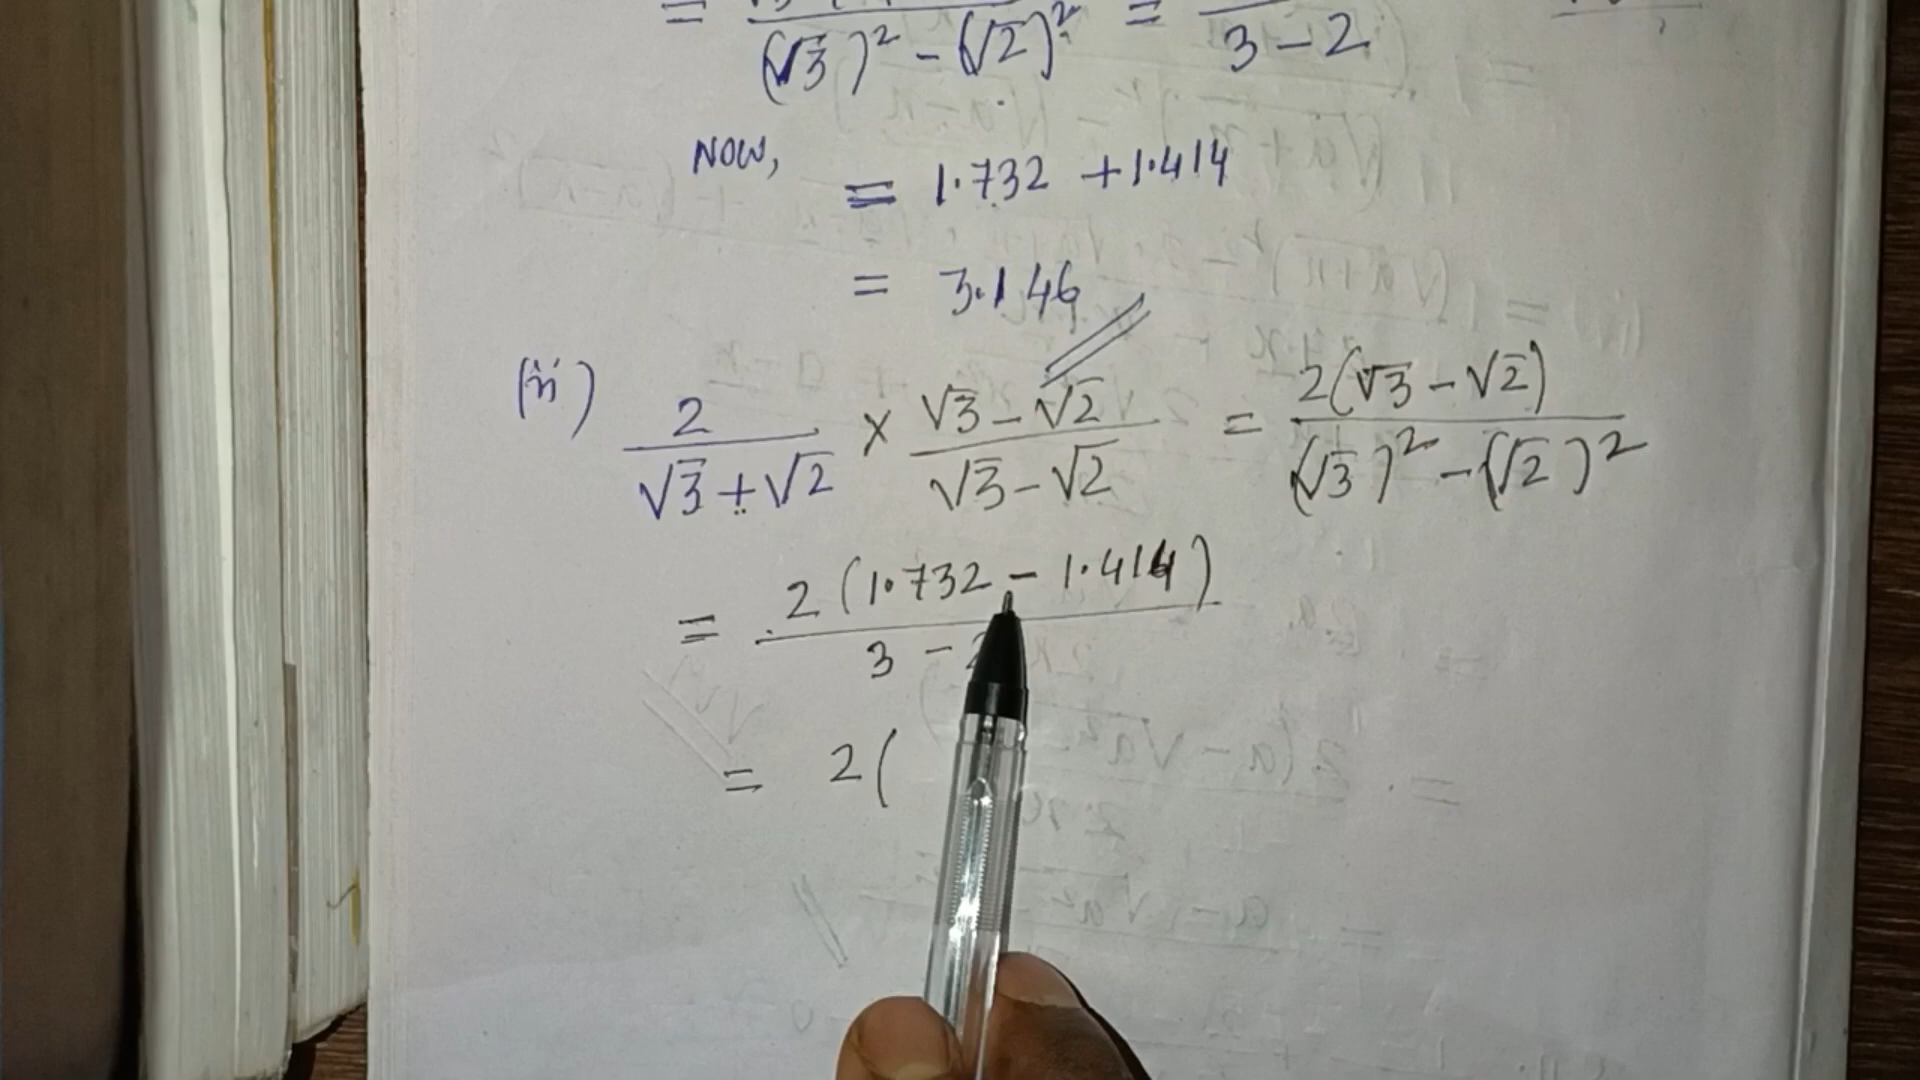 = / (√3)² - (√2)² = / 3 - 2
NOW,
= 1.732 + 1.414
= 3.146
(ii) 2 / √3 + √2 × √3 - √2 / √3 - √2 = 2(√3 - √2) / (√3)² - (√2)²
= 2 (1.732 - 1.414) / 3 - 2
= 2 (